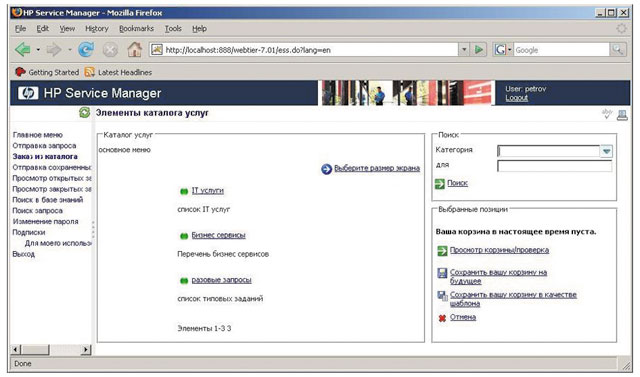 HP Service Manager - Mozilla Firefox
File Edit View History Bookmarks Tools Help
http://localhost:888/webtier-7.01/ess.do?lang=en
Google
Getting Started Latest Headlines
hp HP Service Manager
User: petrov
Logout
Элементы каталога услуг
Главное меню
Отправка запроса
Заказ из каталога
Отправка сохраненны
Просмотр открытых за
Просмотр закрытых за
Поиск в базе знаний
Поиск запроса
Изменение пароля
Подписки
Для моего использ
Выход
Каталог услуг
основное меню
Выберите размер экрана
IT услуги
список IT услуг
Бизнес сервисы
Перечень бизнес сервисов
разовые запросы
список типовых заданий
Элементы 1-3 3
Поиск
Категория
для
Поиск
Выбранные позиции
Ваша корзина в настоящее время пуста.
Просмотр корзины/проверка
Сохранить вашу корзину на
будущее
Сохранить вашу корзину в качестве
шаблона
Отмена
Done